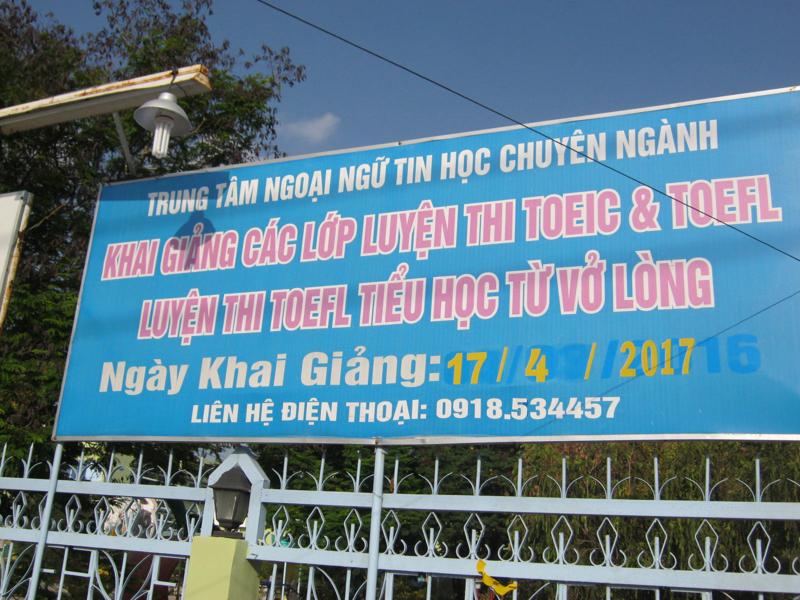 TRUNG TÂM NGOẠI NGỮ TIN HỌC CHUYÊN NGÀNH
KHAI GIẢNG CÁC LỚP LUYỆN THI TOEIC & TOEFL
LUYỆN THI TOEFL TIỂU HỌC TỪ VỞ LÒNG
Ngày Khai Giảng: 17 / 4 / 2017
LIÊN HỆ ĐIỆN THOẠI: 0918.534457